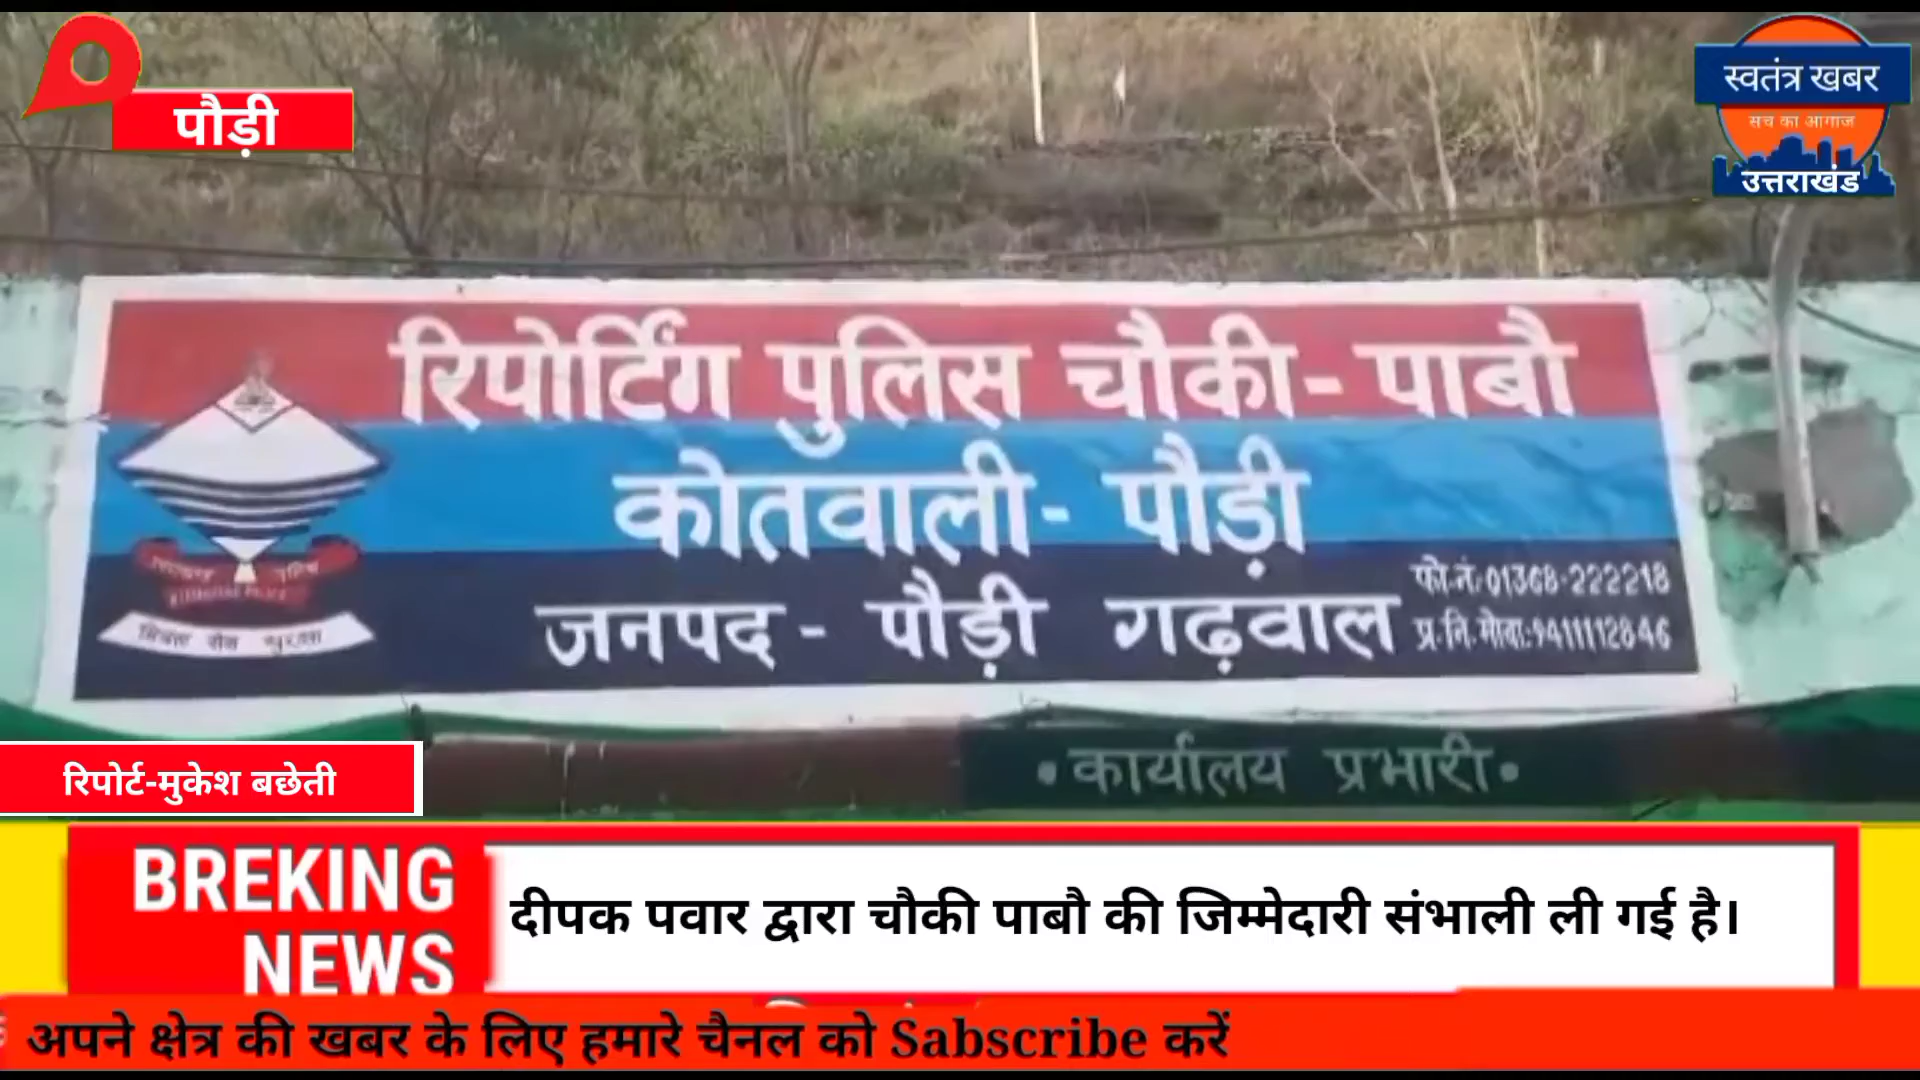 पौड़ी
स्वतंत्र खबर
सच का आगाज
उत्तराखंड
रिपोर्टिंग पुलिस चौकी- पाबौ
कोतवाली- पौड़ी
जनपद - पौड़ी गढ़वाल
फो.नं:01368-222218
प्र.नि.मोबा:9411112846
• कार्यालय प्रभारी •
रिपोर्ट-मुकेश बछेती
BREKING
NEWS
दीपक पवार द्वारा चौकी पाबौ की जिम्मेदारी संभाली ली गई है।
अपने क्षेत्र की खबर के लिए हमारे चैनल को Sabscribe करें